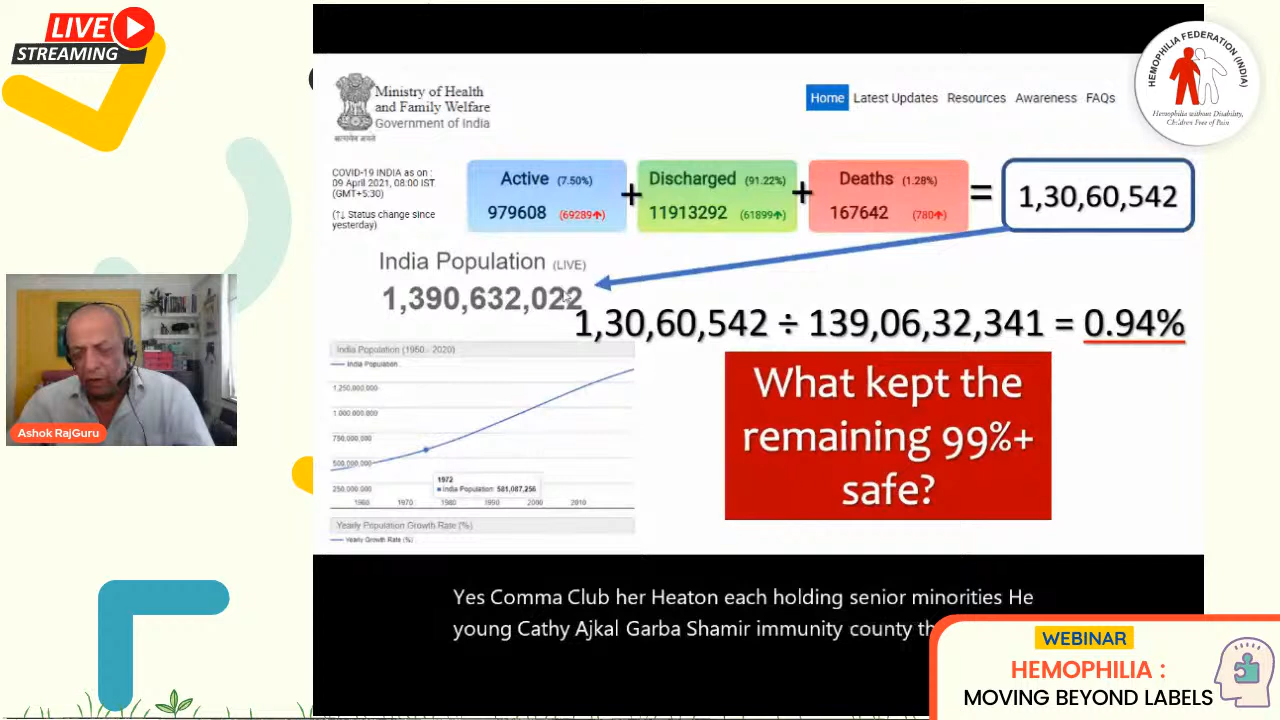 LIVE
STREAMING
Ministry of Health
and Family Welfare
Government of India
सत्यमेव जयते
Home Latest Updates Resources Awareness FAQs
HEMOPHILIA FEDERATION (INDIA)
Hemophilia without Disability,
Children Free of Pain
COVID-19 INDIA as on :
09 April 2021, 08:00 IST
(GMT+5:30)
(↑↓ Status change since
yesterday)
Active (7.50%)
979608 (69289↑)
+
Discharged (91.22%)
11913292 (61899↑)
+
Deaths (1.28%)
167642 (780↑)
=
1,30,60,542
India Population (LIVE)
1,390,632,022
1,30,60,542 ÷ 139,06,32,341 = 0.94%
India Population (1950 - 2020)
India Population
1,250,000,000
1,000,000,000
750,000,000
500,000,000
250,000,000
1972
India Population: 581,087,256
1960 1970 1980 1990 2000 2010
Yearly Population Growth Rate (%)
Yearly Growth Rate (%)
What kept the
remaining 99%+
safe?
Ashok RajGuru
Yes Comma Club her Heaton each holding senior minorities He
young Cathy Ajkal Garba Shamir immunity county
WEBINAR
HEMOPHILIA :
MOVING BEYOND LABELS